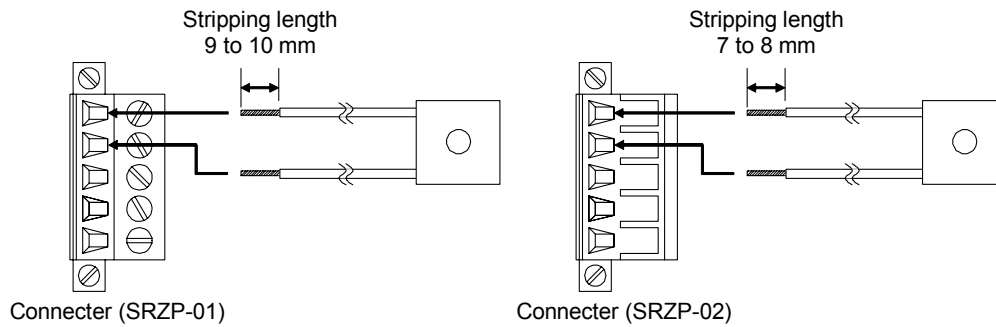 Stripping length
9 to 10 mm
Connecter (SRZP-01)
Stripping length
7 to 8 mm
Connecter (SRZP-02)